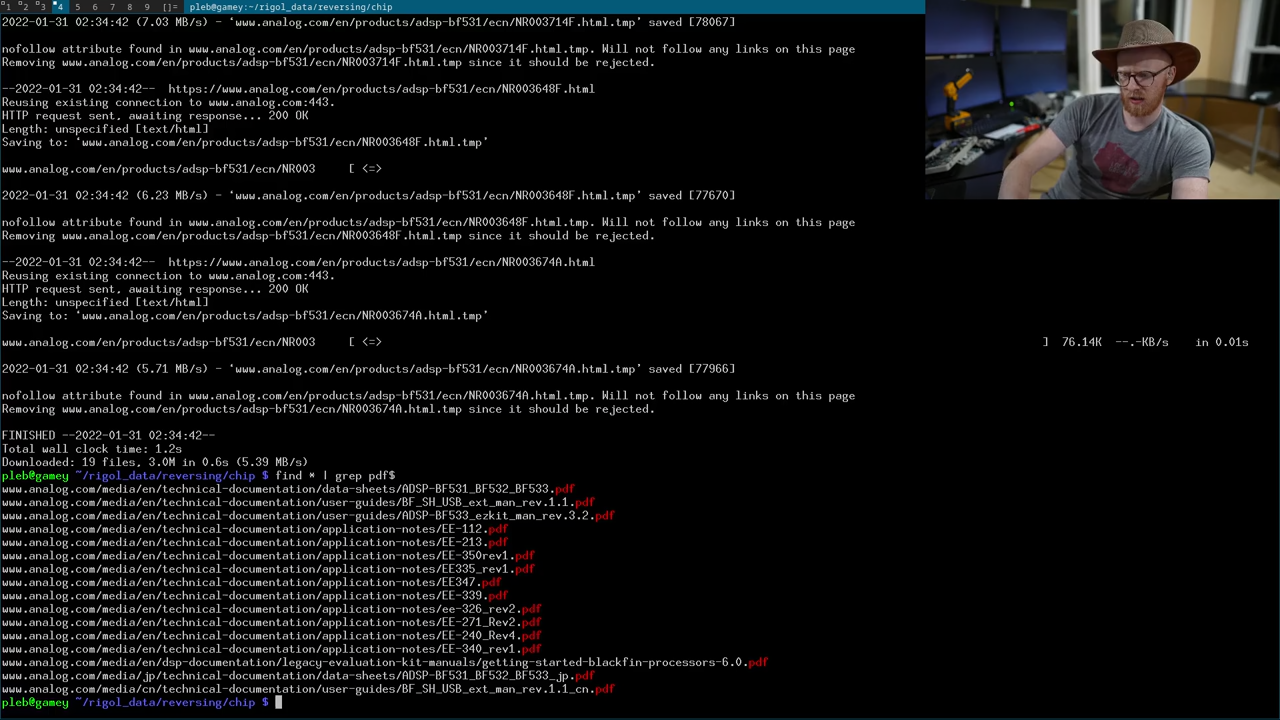 1 2 3 4 5 6 7 8 9 []= pleb@gamey:~/rigol_data/reversing/chip
2022-01-31 02:34:42 (7.03 MB/s) - ‘www.analog.com/en/products/adsp-bf531/ecn/NR003714F.html.tmp’ saved [78067]
nofollow attribute found in www.analog.com/en/products/adsp-bf531/ecn/NR003714F.html.tmp. Will not follow any links on this page
Removing www.analog.com/en/products/adsp-bf531/ecn/NR003714F.html.tmp since it should be rejected.
--2022-01-31 02:34:42--  https://www.analog.com/en/products/adsp-bf531/ecn/NR003648F.html
Reusing existing connection to www.analog.com:443.
HTTP request sent, awaiting response... 200 OK
Length: unspecified [text/html]
Saving to: ‘www.analog.com/en/products/adsp-bf531/ecn/NR003648F.html.tmp’
www.analog.com/en/products/adsp-bf531/ecn/NR003     [ <=>
2022-01-31 02:34:42 (6.23 MB/s) - ‘www.analog.com/en/products/adsp-bf531/ecn/NR003648F.html.tmp’ saved [77670]
nofollow attribute found in www.analog.com/en/products/adsp-bf531/ecn/NR003648F.html.tmp. Will not follow any links on this page
Removing www.analog.com/en/products/adsp-bf531/ecn/NR003648F.html.tmp since it should be rejected.
--2022-01-31 02:34:42--  https://www.analog.com/en/products/adsp-bf531/ecn/NR003674A.html
Reusing existing connection to www.analog.com:443.
HTTP request sent, awaiting response... 200 OK
Length: unspecified [text/html]
Saving to: ‘www.analog.com/en/products/adsp-bf531/ecn/NR003674A.html.tmp’
www.analog.com/en/products/adsp-bf531/ecn/NR003     [ <=>     ]  76.14K  --.-KB/s    in 0.01s
2022-01-31 02:34:42 (5.71 MB/s) - ‘www.analog.com/en/products/adsp-bf531/ecn/NR003674A.html.tmp’ saved [77966]
nofollow attribute found in www.analog.com/en/products/adsp-bf531/ecn/NR003674A.html.tmp. Will not follow any links on this page
Removing www.analog.com/en/products/adsp-bf531/ecn/NR003674A.html.tmp since it should be rejected.
FINISHED --2022-01-31 02:34:42--
Total wall clock time: 1.2s
Downloaded: 19 files, 3.0M in 0.6s (5.39 MB/s)
pleb@gamey ~/rigol_data/reversing/chip $ find * | grep pdf$
www.analog.com/media/en/technical-documentation/data-sheets/ADSP-BF531_BF532_BF533.pdf
www.analog.com/media/en/technical-documentation/user-guides/BF_SH_USB_ext_man_rev.1.1.pdf
www.analog.com/media/en/technical-documentation/user-guides/ADSP-BF533_ezkit_man_rev.3.2.pdf
www.analog.com/media/en/technical-documentation/application-notes/EE-112.pdf
www.analog.com/media/en/technical-documentation/application-notes/EE-213.pdf
www.analog.com/media/en/technical-documentation/application-notes/EE-350rev1.pdf
www.analog.com/media/en/technical-documentation/application-notes/EE335_rev1.pdf
www.analog.com/media/en/technical-documentation/application-notes/EE347.pdf
www.analog.com/media/en/technical-documentation/application-notes/EE-339.pdf
www.analog.com/media/en/technical-documentation/application-notes/ee-326_rev2.pdf
www.analog.com/media/en/technical-documentation/application-notes/EE-271_Rev2.pdf
www.analog.com/media/en/technical-documentation/application-notes/EE-240_Rev4.pdf
www.analog.com/media/en/technical-documentation/application-notes/EE-340_rev1.pdf
www.analog.com/media/en/dsp-documentation/legacy-evaluation-kit-manuals/getting-started-blackfin-processors-6.0.pdf
www.analog.com/media/jp/technical-documentation/data-sheets/ADSP-BF531_BF532_BF533_jp.pdf
www.analog.com/media/cn/technical-documentation/user-guides/BF_SH_USB_ext_man_rev.1.1_cn.pdf
pleb@gamey ~/rigol_data/reversing/chip $